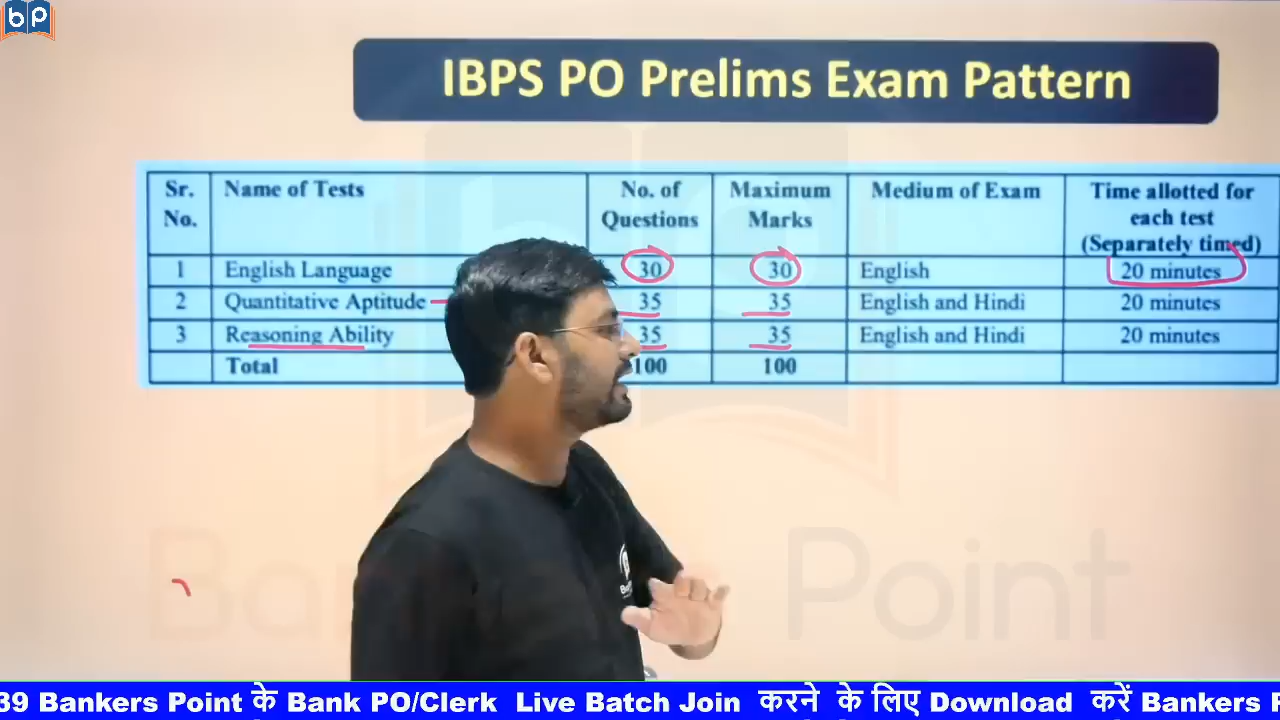 bp
IBPS PO Prelims Exam Pattern
Sr. No. Name of Tests No. of Questions Maximum Marks Medium of Exam Time allotted for each test (Separately timed)
1 English Language 30 30 English 20 minutes
2 Quantitative Aptitude 35 35 English and Hindi 20 minutes
3 Reasoning Ability 35 35 English and Hindi 20 minutes
Total 100 100
Point
39 Bankers Point के Bank PO/Clerk Live Batch Join करने के लिए Download करें Bankers P